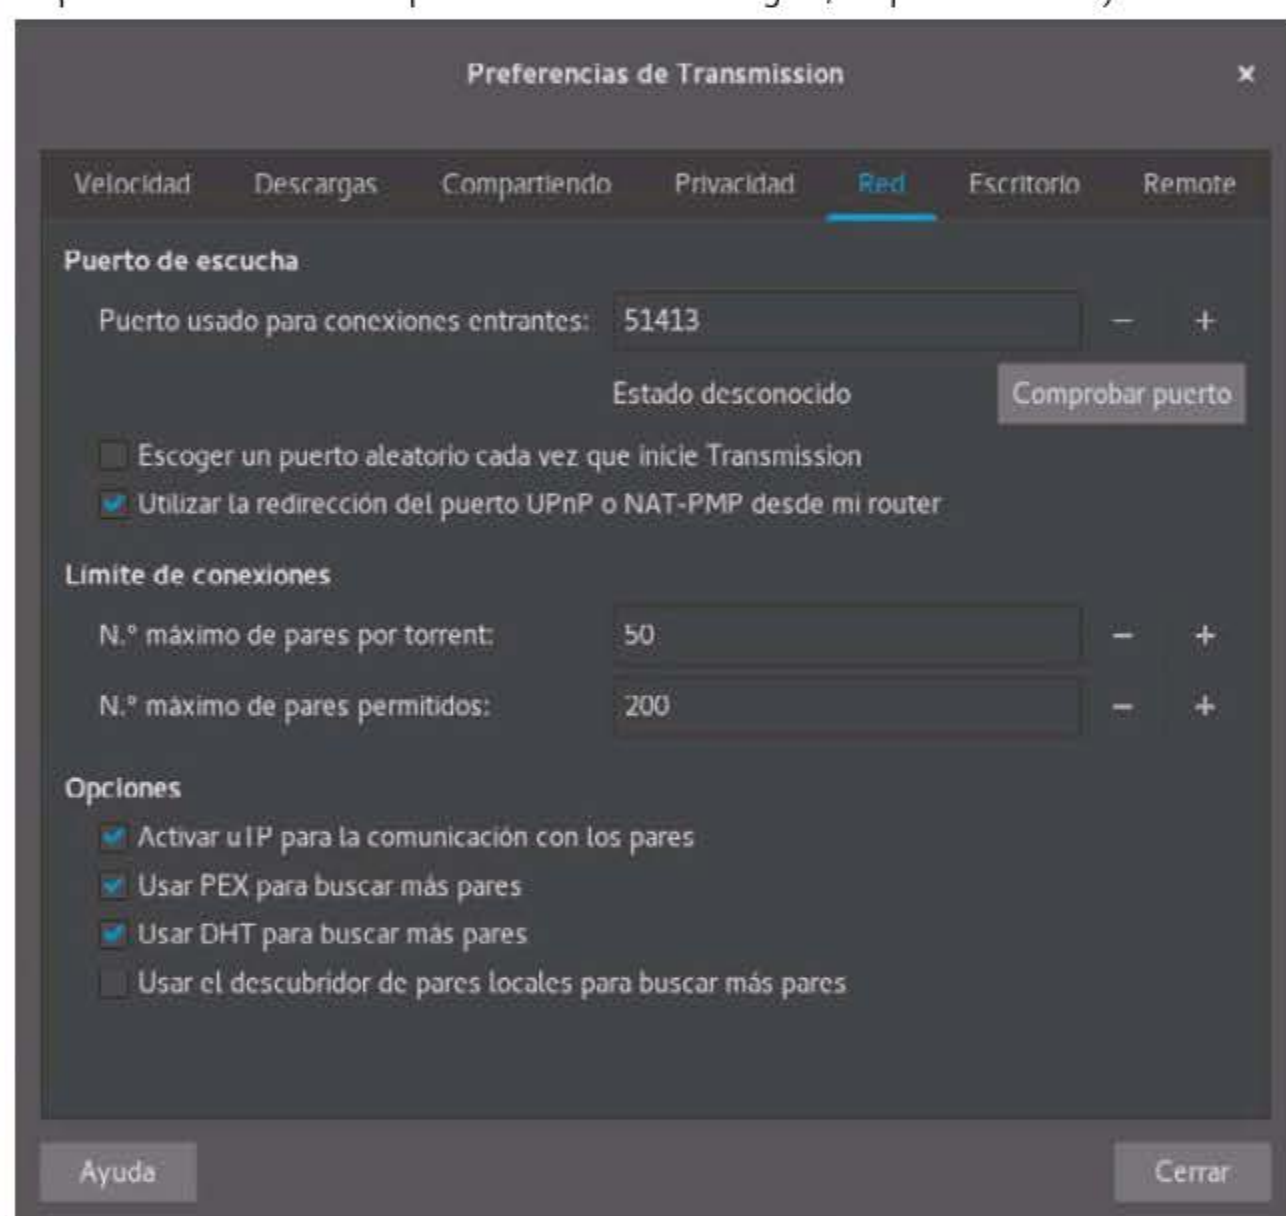 Preferencias de Transmission ×
Velocidad Descargas Compartiendo Privacidad Red Escritorio Remote
Puerto de escucha
Puerto usado para conexiones entrantes: 51413 − +
Estado desconocido Comprobar puerto
Escoger un puerto aleatorio cada vez que inicie Transmission
Utilizar la redirección del puerto UPnP o NAT-PMP desde mi router
Límite de conexiones
N.º máximo de pares por torrent: 50 − +
N.º máximo de pares permitidos: 200 − +
Opciones
Activar uTP para la comunicación con los pares
Usar PEX para buscar más pares
Usar DHT para buscar más pares
Usar el descubridor de pares locales para buscar más pares
Ayuda Cerrar